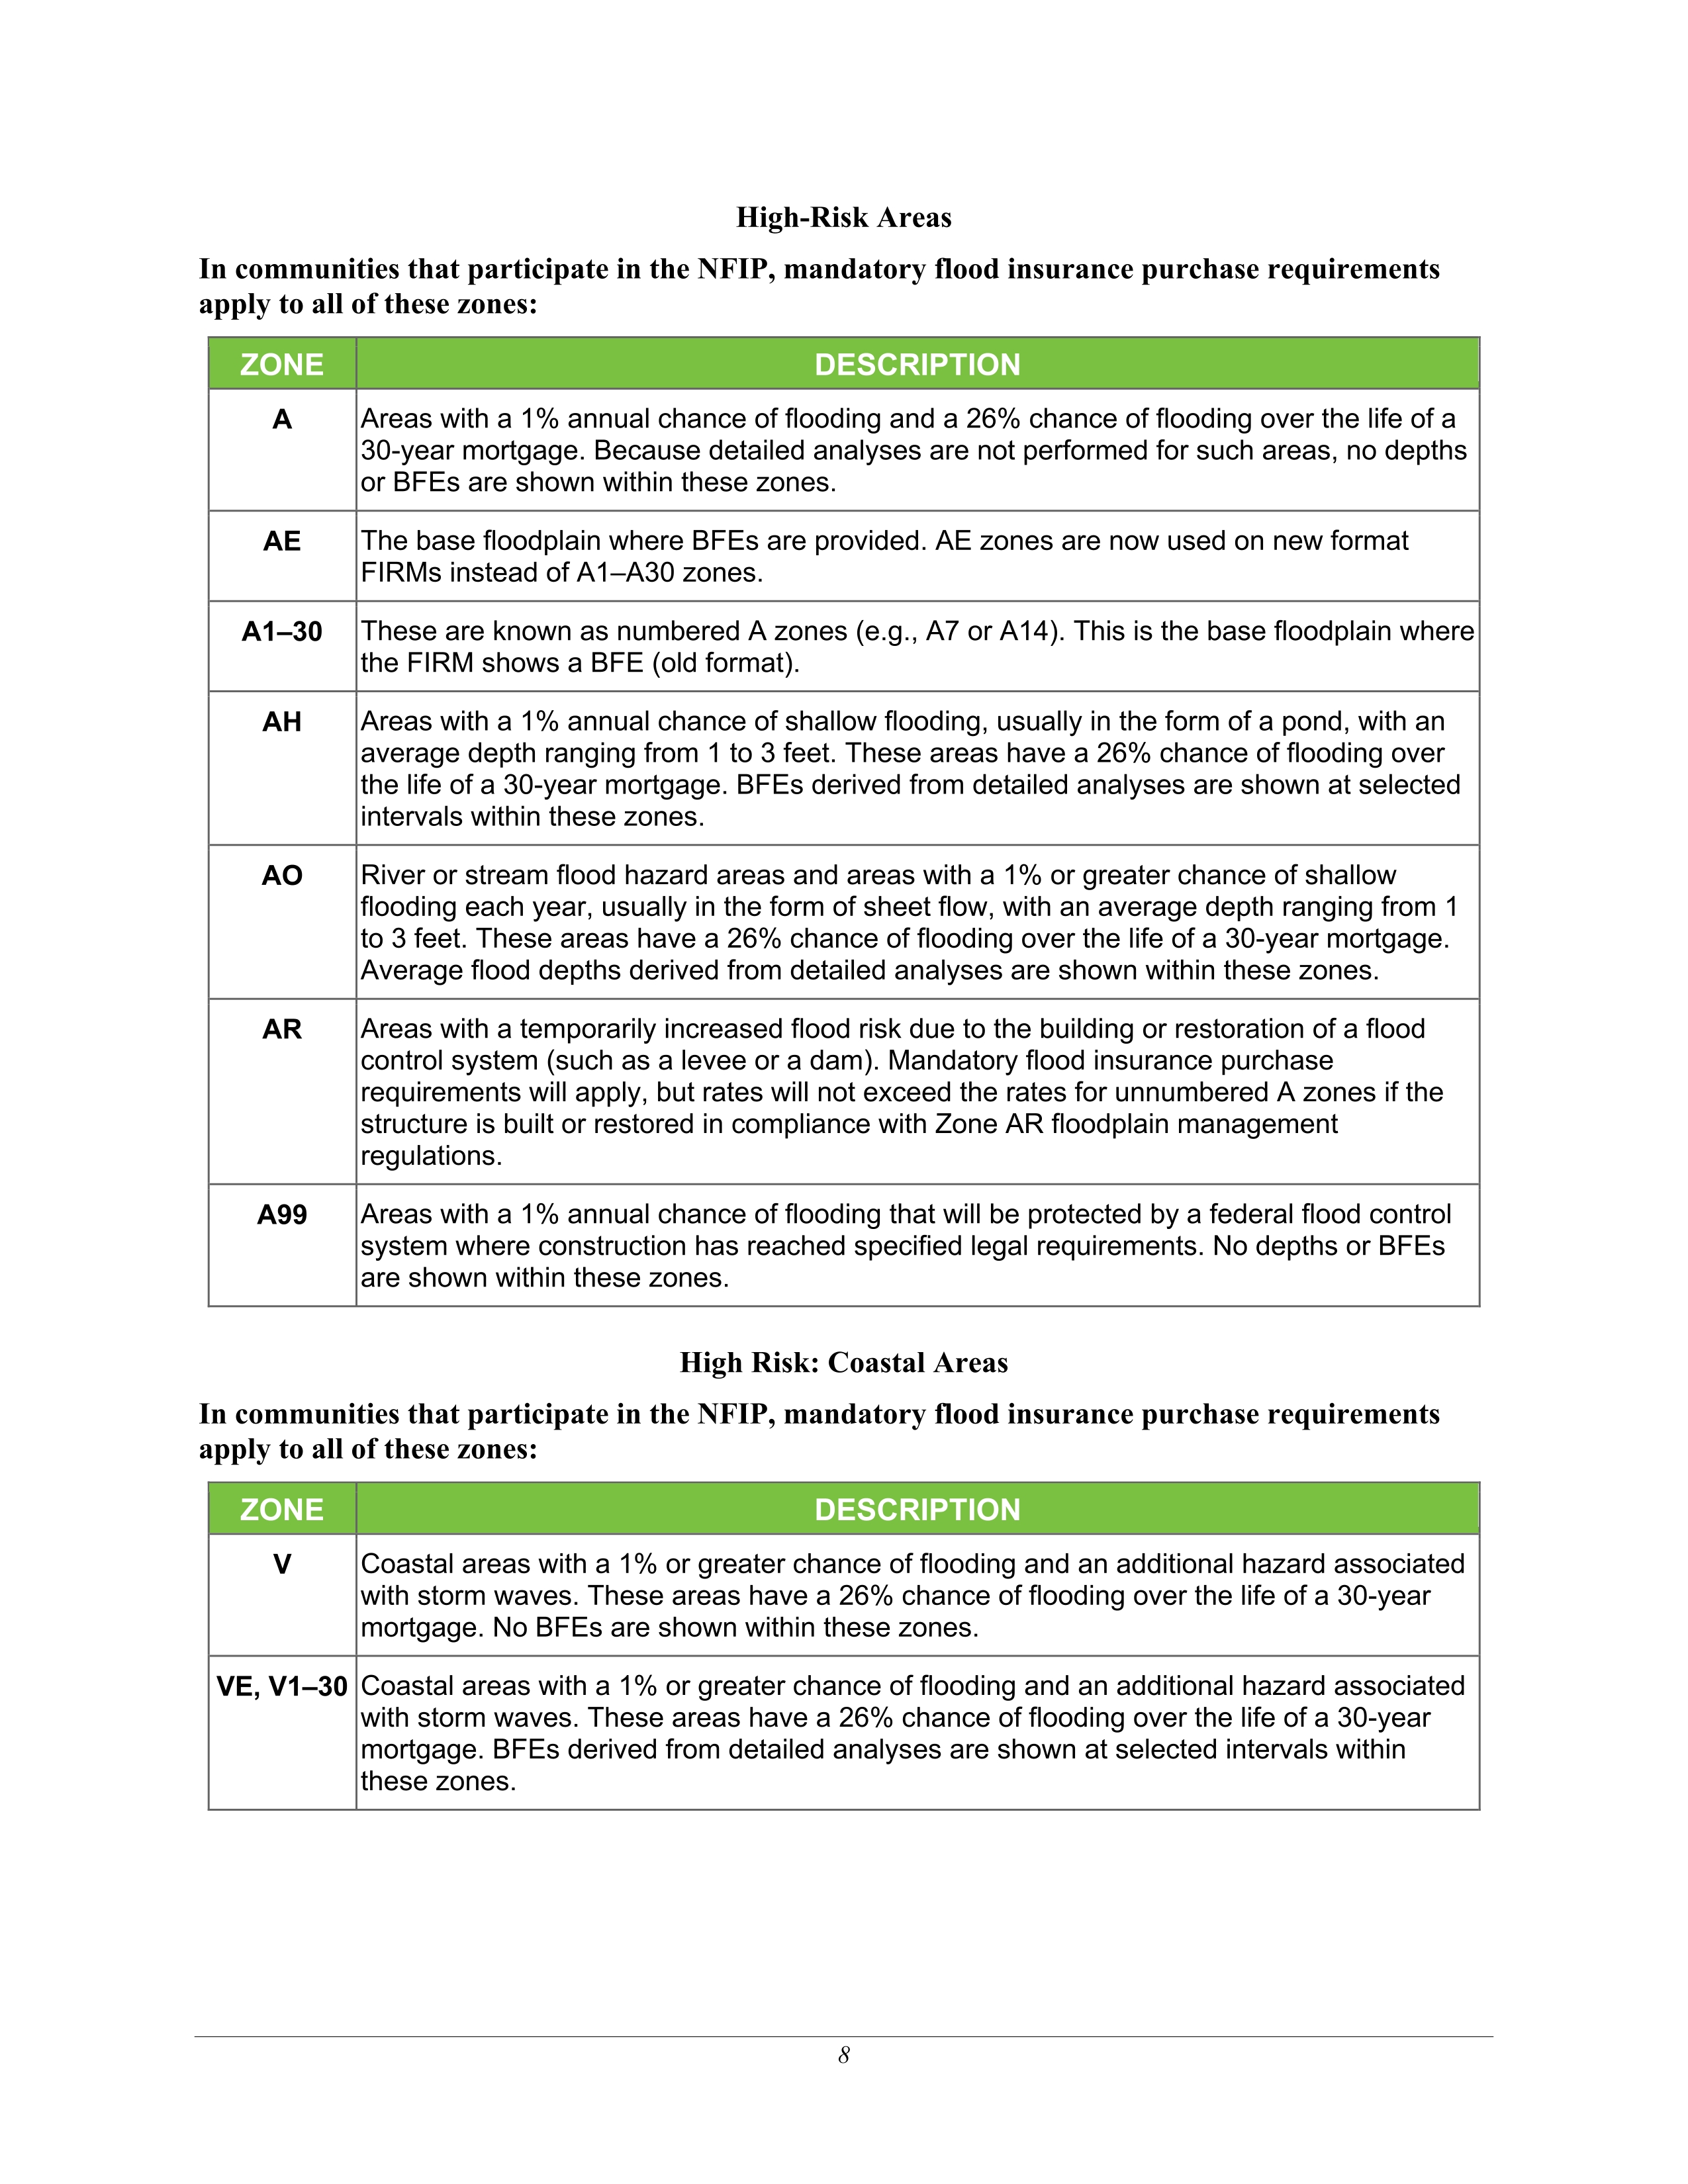 High-Risk Areas
In communities that participate in the NFIP, mandatory flood insurance purchase requirements
apply to all of these zones:
ZONE DESCRIPTION
A Areas with a 1% annual chance of flooding and a 26% chance of flooding over the life of a
30-year mortgage. Because detailed analyses are not performed for such areas, no depths
or BFEs are shown within these zones.
AE The base floodplain where BFEs are provided. AE zones are now used on new format
FIRMs instead of A1–A30 zones.
A1–30 These are known as numbered A zones (e.g., A7 or A14). This is the base floodplain where
the FIRM shows a BFE (old format).
AH Areas with a 1% annual chance of shallow flooding, usually in the form of a pond, with an
average depth ranging from 1 to 3 feet. These areas have a 26% chance of flooding over
the life of a 30-year mortgage. BFEs derived from detailed analyses are shown at selected
intervals within these zones.
AO River or stream flood hazard areas and areas with a 1% or greater chance of shallow
flooding each year, usually in the form of sheet flow, with an average depth ranging from 1
to 3 feet. These areas have a 26% chance of flooding over the life of a 30-year mortgage.
Average flood depths derived from detailed analyses are shown within these zones.
AR Areas with a temporarily increased flood risk due to the building or restoration of a flood
control system (such as a levee or a dam). Mandatory flood insurance purchase
requirements will apply, but rates will not exceed the rates for unnumbered A zones if the
structure is built or restored in compliance with Zone AR floodplain management
regulations.
A99 Areas with a 1% annual chance of flooding that will be protected by a federal flood control
system where construction has reached specified legal requirements. No depths or BFEs
are shown within these zones.
High Risk: Coastal Areas
In communities that participate in the NFIP, mandatory flood insurance purchase requirements
apply to all of these zones:
ZONE DESCRIPTION
V Coastal areas with a 1% or greater chance of flooding and an additional hazard associated
with storm waves. These areas have a 26% chance of flooding over the life of a 30-year
mortgage. No BFEs are shown within these zones.
VE, V1–30 Coastal areas with a 1% or greater chance of flooding and an additional hazard associated
with storm waves. These areas have a 26% chance of flooding over the life of a 30-year
mortgage. BFEs derived from detailed analyses are shown at selected intervals within
these zones.
8